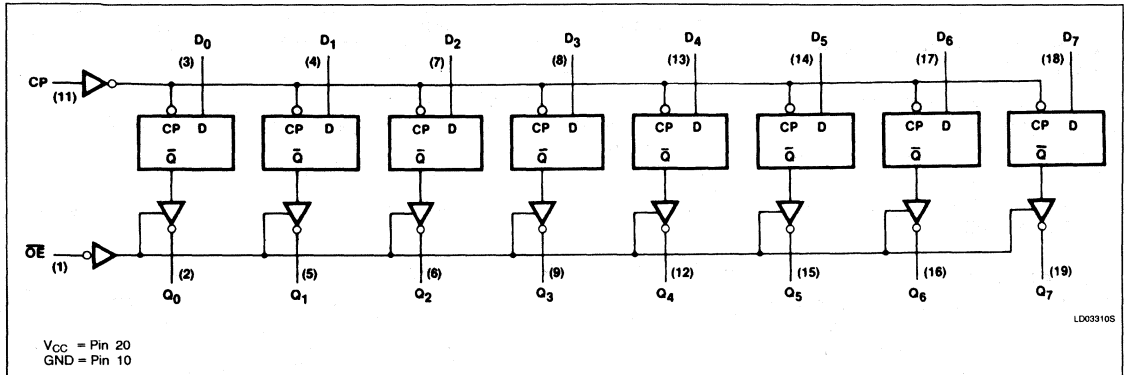 D0 D1 D2 D3 D4 D5 D6 D7
(3) (4) (7) (8) (13) (14) (17) (18)
CP
(11)
CP D CP D CP D CP D CP D CP D CP D CP D
Q̅ Q̅ Q̅ Q̅ Q̅ Q̅ Q̅ Q̅
O̅E̅
(1)
(2) (5) (6) (9) (12) (15) (16) (19)
Q0 Q1 Q2 Q3 Q4 Q5 Q6 Q7
LD03310S
VCC = Pin 20
GND = Pin 10